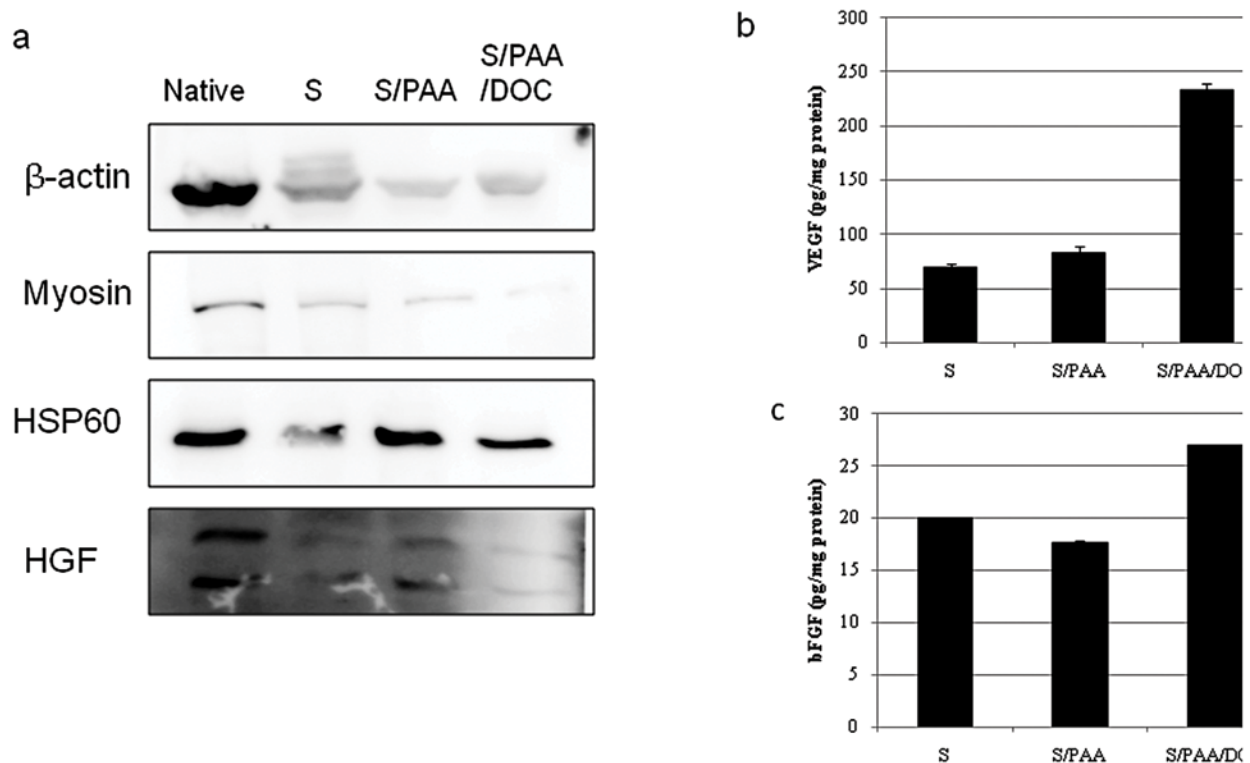 a
Native S S/PAA S/PAA
/DOC
β-actin
Myosin
HSP60
HGF
b
VEGF (pg/mg protein)
300
250
200
150
100
50
0
S S/PAA S/PAA/DO
c
bFGF (pg/mg protein)
30
25
20
15
10
5
0
S S/PAA S/PAA/D